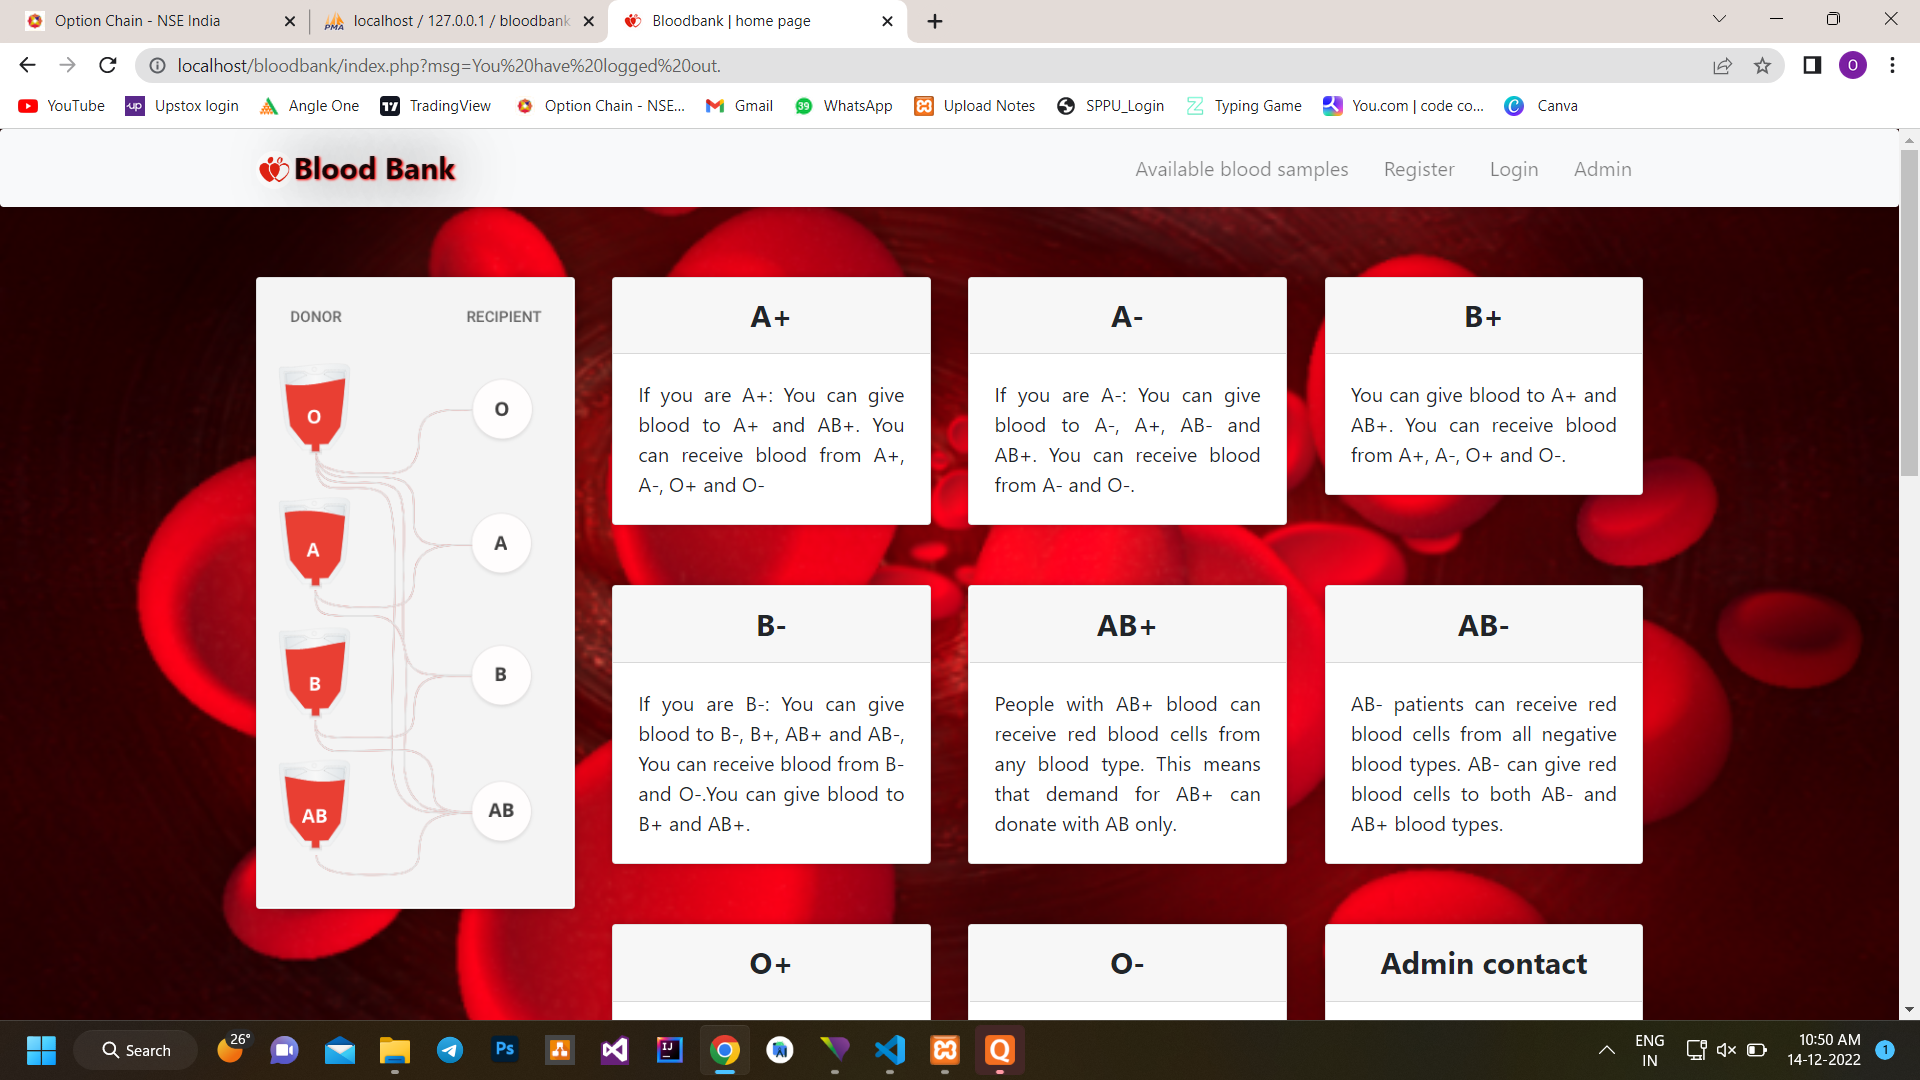 Option Chain - NSE India
localhost / 127.0.0.1 / bloodbank
Bloodbank | home page
localhost/bloodbank/index.php?msg=You%20have%20logged%20out.
O
YouTube
up
Upstox login
Angle One
TradingView
Option Chain - NSE...
Gmail
39
WhatsApp
Upload Notes
SPPU_Login
Typing Game
You.com | code co...
Canva
Blood Bank
Available blood samples
Register
Login
Admin
DONOR
RECIPIENT
O
O
A
A
B
B
AB
AB
A+
If you are A+: You can give
blood to A+ and AB+. You
can receive blood from A+,
A-, O+ and O-
A-
If you are A-: You can give
blood to A-, A+, AB- and
AB+. You can receive blood
from A- and O-.
B+
You can give blood to A+ and
AB+. You can receive blood
from A+, A-, O+ and O-.
B-
If you are B-: You can give
blood to B-, B+, AB+ and AB-,
You can receive blood from B-
and O-.You can give blood to
B+ and AB+.
AB+
People with AB+ blood can
receive red blood cells from
any blood type. This means
that demand for AB+ can
donate with AB only.
AB-
AB- patients can receive red
blood cells from all negative
blood types. AB- can give red
blood cells to both AB- and
AB+ blood types.
O+
O-
Admin contact
Search
26°
Ps
IJ
Q
ENG
IN
10:50 AM
14-12-2022
1